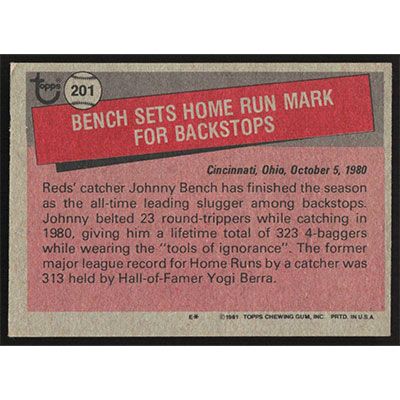 topps
201
BENCH SETS HOME RUN MARK
FOR BACKSTOPS
Cincinnati, Ohio, October 5, 1980
Reds' catcher Johnny Bench has finished the season
as the all-time leading slugger among backstops.
Johnny belted 23 round-trippers while catching in
1980, giving him a lifetime total of 323 4-baggers
while wearing the "tools of ignorance". The former
major league record for Home Runs by a catcher was
313 held by Hall-of-Famer Yogi Berra.
E* ©1981 TOPPS CHEWING GUM, INC. PRTD. IN U.S.A.